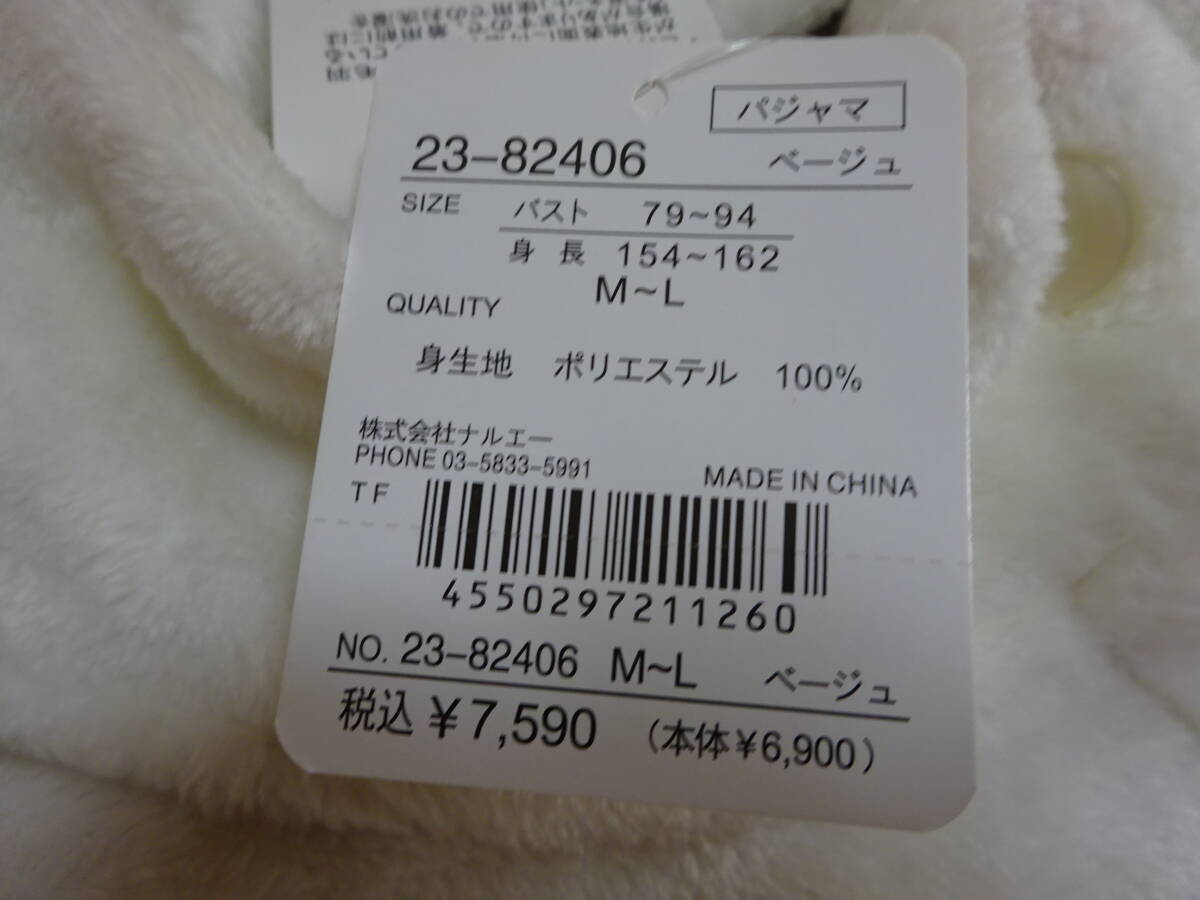 パジャマ
23-82406 ベージュ
SIZE バスト 79~94
身長 154~162
M~L
QUALITY
身生地 ポリエステル 100%
株式会社ナルエー
PHONE 03-5833-5991 MADE IN CHINA
TF
4550297211260
NO. 23-82406 M~L ベージュ
税込 ¥7,590 (本体¥6,900)